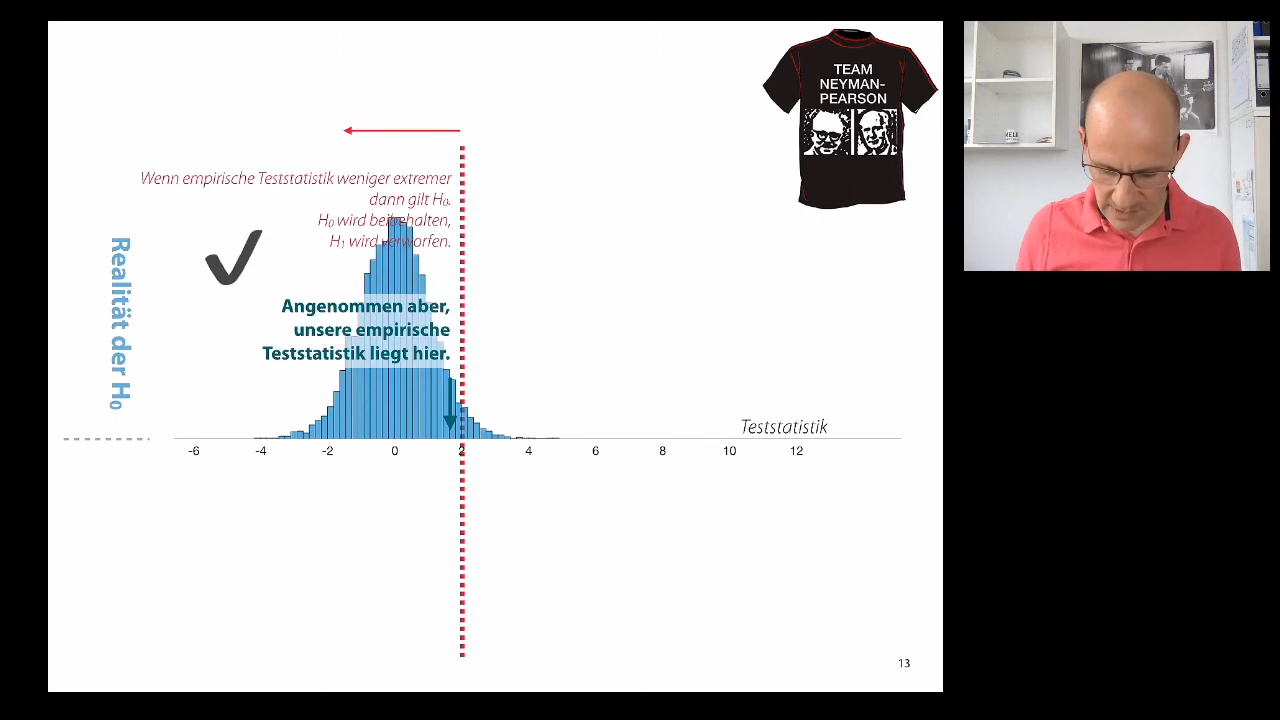 TEAM
NEYMAN-
PEARSON
Wenn empirische Teststatistik weniger extremer
dann gilt H₀.
H₀ wird beibehalten,
H₁ wird verworfen.
Realität der H₀
Angenommen aber,
unsere empirische
Teststatistik liegt hier.
Teststatistik
-6 -4 -2 0 2 4 6 8 10 12
13